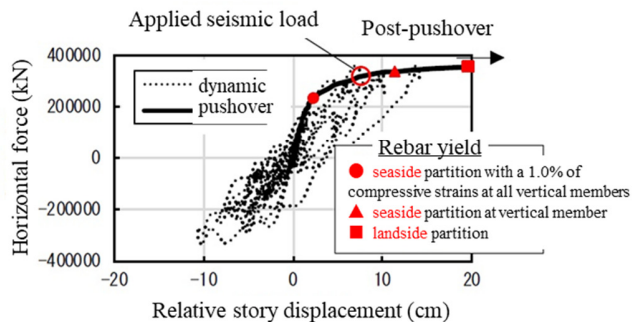 Applied seismic load
Post-pushover
400000
200000
0
−200000
−400000
Horizontal force (kN)
dynamic
pushover
Rebar yield
seaside partition with a 1.0% of
compressive strains at all vertical members
seaside partition at vertical member
landside partition
−20
−10
0
10
20
Relative story displacement (cm)